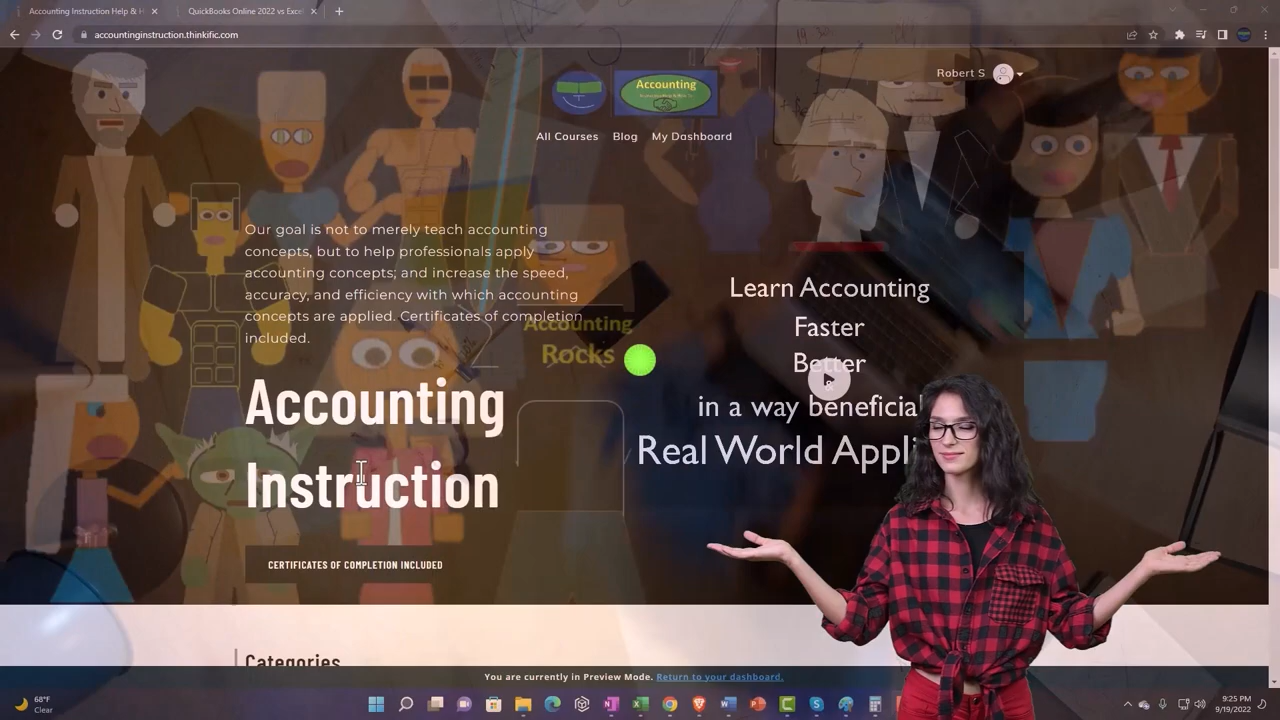 Accounting Instruction Help & H
QuickBooks Online 2022 vs Exce
accountinginstruction.thinkific.com
Robert S
Accounting
All Courses
Blog
My Dashboard
Our goal is not to merely teach accounting
concepts, but to help professionals apply
accounting concepts; and increase the speed,
accuracy, and efficiency with which accounting
concepts are applied. Certificates of completion
included.
Accounting
Rocks
Learn Accounting
Faster
Better
&
in a way beneficial
Real World Appli
Accounting
Instruction
CERTIFICATES OF COMPLETION INCLUDED
Categories
You are currently in Preview Mode. Return to your dashboard.
68°F
Clear
9:25 PM
9/19/2022